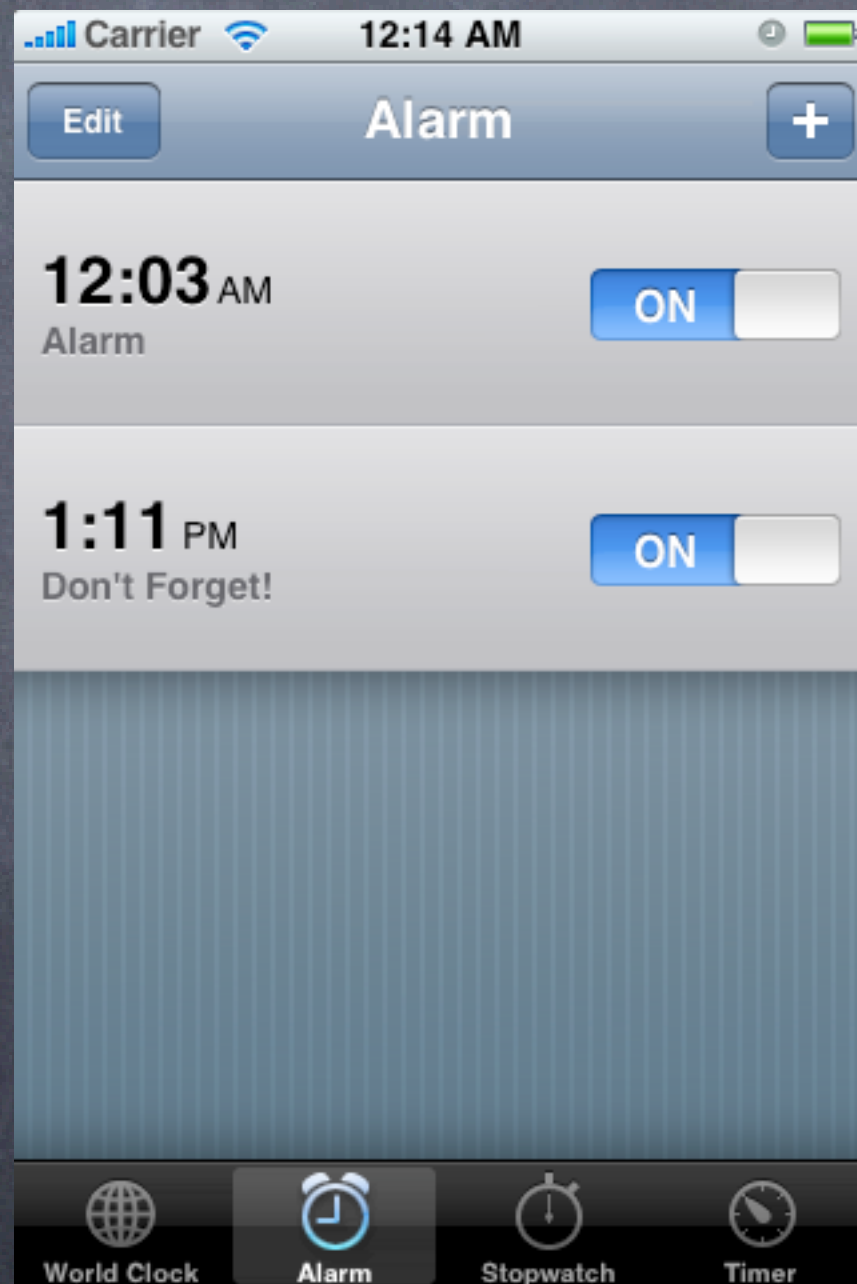 Carrier 12:14 AM
Edit Alarm +
12:03 AM ON
Alarm
1:11 PM ON
Don't Forget!
World Clock Alarm Stopwatch Timer